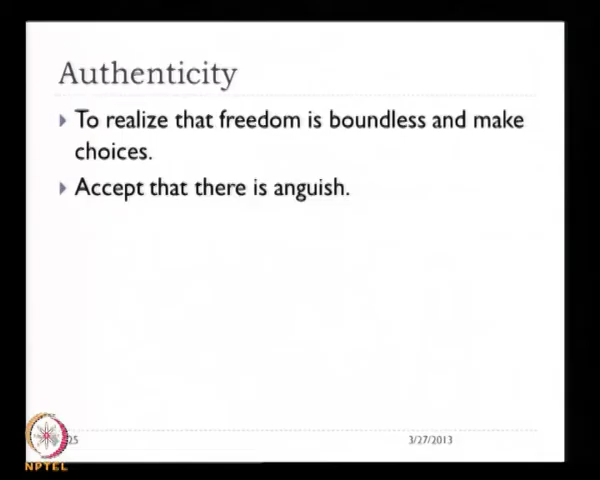 Authenticity
To realize that freedom is boundless and make
choices.
Accept that there is anguish.
25
3/27/2013
NPTEL